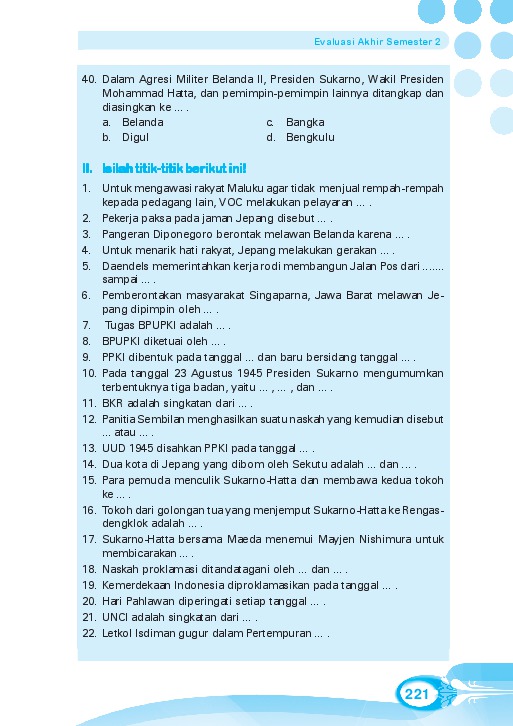 Evaluasi Akhir Semester 2
40. Dalam Agresi Militer Belanda II, Presiden Sukarno, Wakil Presiden
Mohammad Hatta, dan pemimpin-pemimpin lainnya ditangkap dan
diasingkan ke ... .
a. Belanda c. Bangka
b. Digul d. Bengkulu
II. Isilah titik-titik berikut ini!
1. Untuk mengawasi rakyat Maluku agar tidak menjual rempah-rempah
kepada pedagang lain, VOC melakukan pelayaran ... .
2. Pekerja paksa pada jaman Jepang disebut ... .
3. Pangeran Diponegoro berontak melawan Belanda karena ... .
4. Untuk menarik hati rakyat, Jepang melakukan gerakan ... .
5. Daendels memerintahkan kerja rodi membangun Jalan Pos dari .......
sampai ... .
6. Pemberontakan masyarakat Singaparna, Jawa Barat melawan Je-
pang dipimpin oleh ... .
7. Tugas BPUPKI adalah ... .
8. BPUPKI diketuai oleh ... .
9. PPKI dibentuk pada tanggal ... dan baru bersidang tanggal ... .
10. Pada tanggal 23 Agustus 1945 Presiden Sukarno mengumumkan
terbentuknya tiga badan, yaitu ... , ... , dan ... .
11. BKR adalah singkatan dari ... .
12. Panitia Sembilan menghasilkan suatu naskah yang kemudian disebut
... atau ... .
13. UUD 1945 disahkan PPKI pada tanggal ... .
14. Dua kota di Jepang yang dibom oleh Sekutu adalah ... dan ... .
15. Para pemuda menculik Sukarno-Hatta dan membawa kedua tokoh
ke ... .
16. Tokoh dari golongan tua yang menjemput Sukarno-Hatta ke Rengas-
dengklok adalah ... .
17. Sukarno-Hatta bersama Maeda menemui Mayjen Nishimura untuk
membicarakan ... .
18. Naskah proklamasi ditandatagani oleh ... dan ... .
19. Kemerdekaan Indonesia diproklamasikan pada tanggal ... .
20. Hari Pahlawan diperingati setiap tanggal ... .
21. UNCI adalah singkatan dari ... .
22. Letkol Isdiman gugur dalam Pertempuran ... .
221